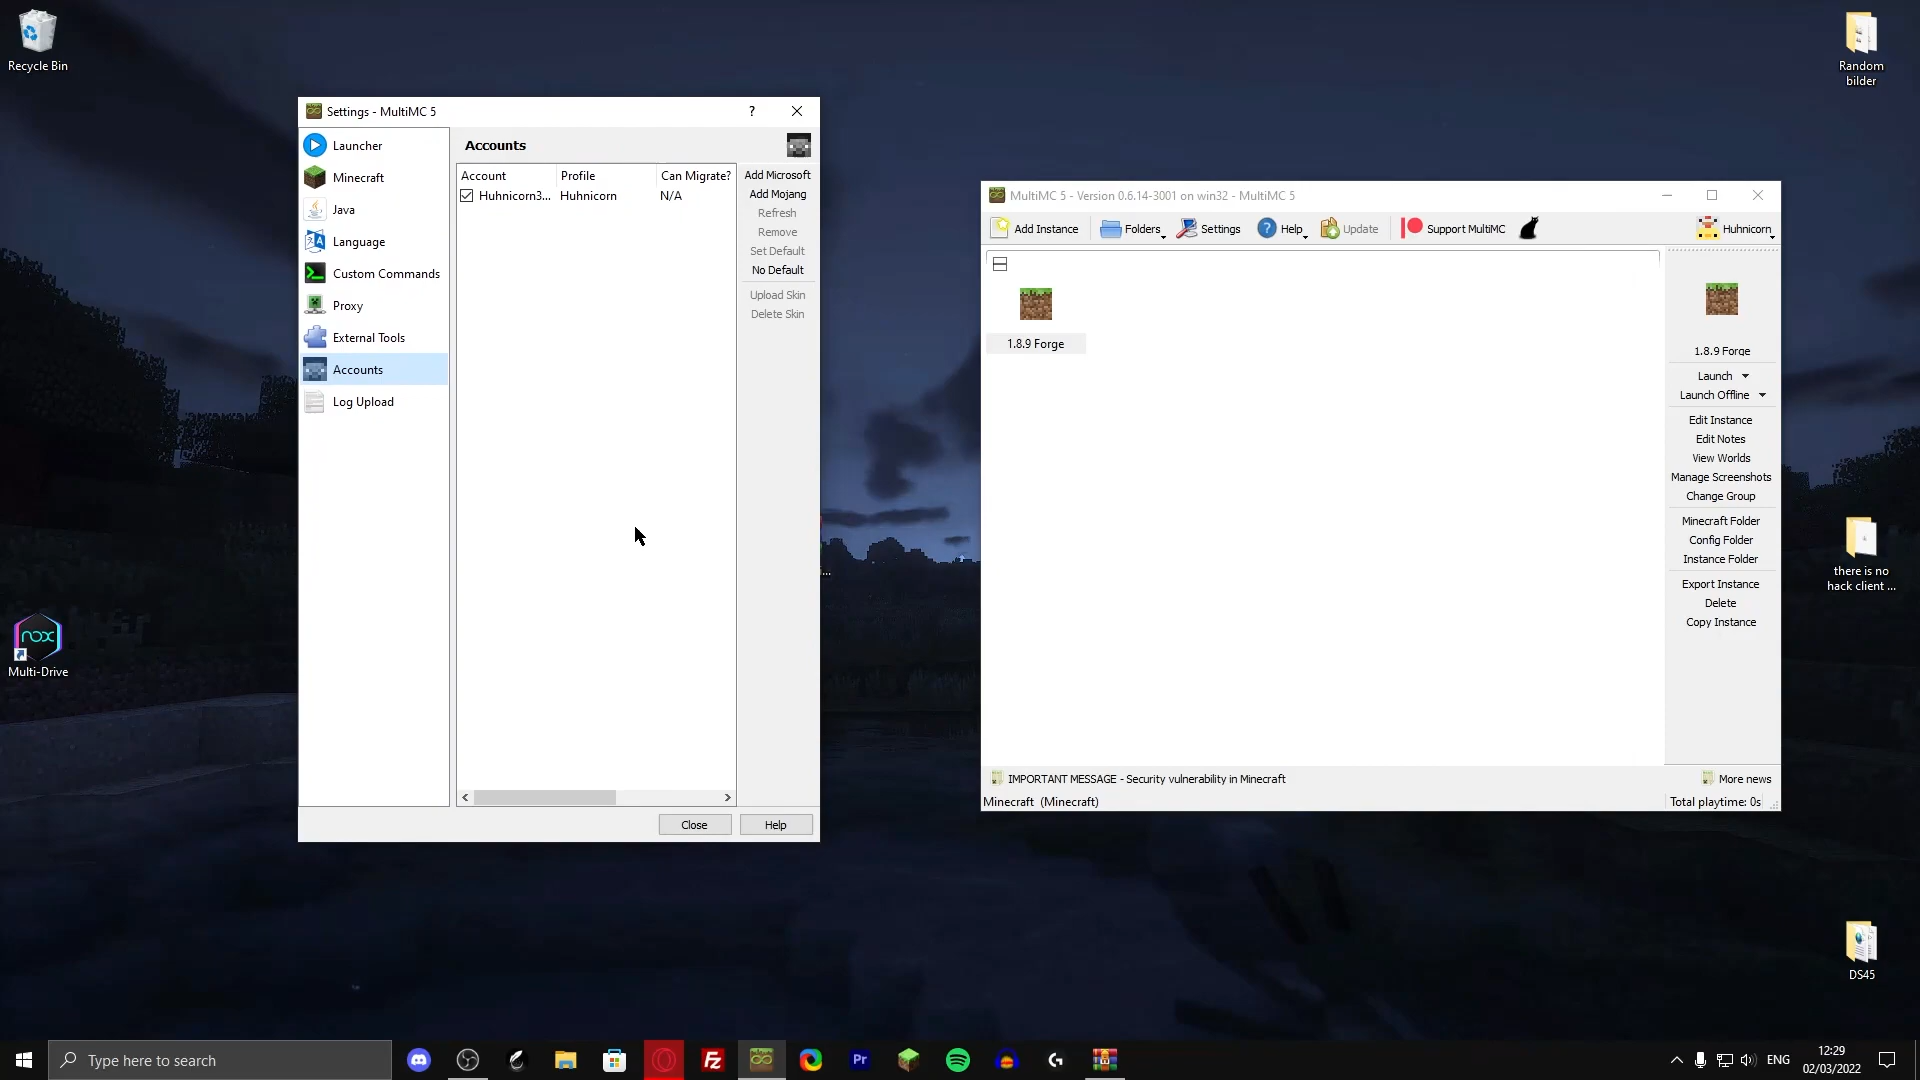 Recycle Bin
Random
bilder
Settings - MultiMC 5
?
Launcher
Minecraft
Java
Language
Custom Commands
Proxy
External Tools
Accounts
Log Upload
Accounts
Account Profile Can Migrate?
Huhnicorn3... Huhnicorn N/A
Add Microsoft
Add Mojang
Refresh
Remove
Set Default
No Default
Upload Skin
Delete Skin
Close
Help
MultiMC 5 - Version 0.6.14-3001 on win32 - MultiMC 5
Add Instance
Folders
Settings
Help
Update
Support MultiMC
Huhnicorn
1.8.9 Forge
1.8.9 Forge
Launch
Launch Offline
Edit Instance
Edit Notes
View Worlds
Manage Screenshots
Change Group
Minecraft Folder
Config Folder
Instance Folder
Export Instance
Delete
Copy Instance
IMPORTANT MESSAGE - Security vulnerability in Minecraft
More news
Minecraft (Minecraft)
Total playtime: 0s
nox
Multi-Drive
there is no
hack client ...
DS45
Type here to search
Fz
Pr
ENG
12:29
02/03/2022